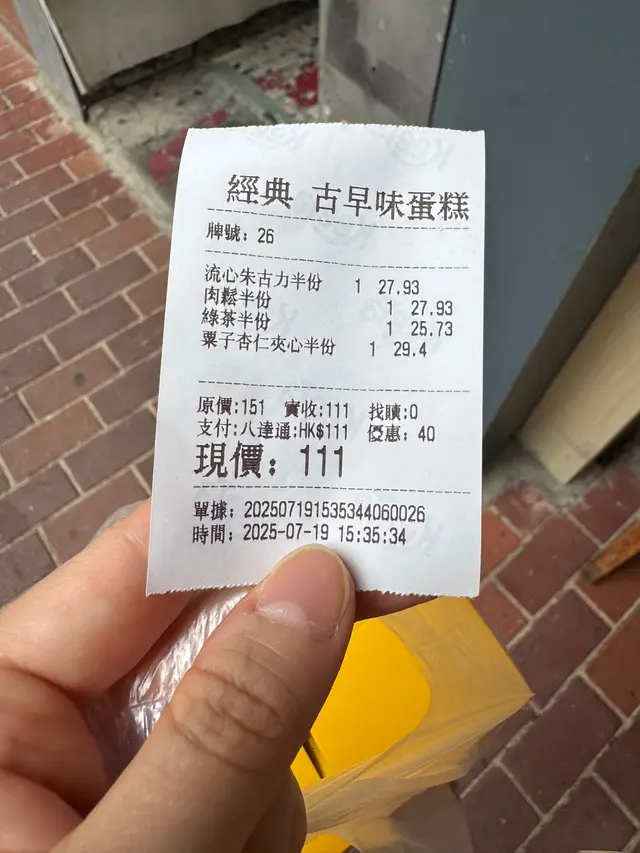 經典 古早味蛋糕
牌號: 26
流心朱古力半份 1 27.93
肉鬆半份 1 27.93
綠茶半份 1 25.73
粟子杏仁夾心半份 1 29.4
原價:151 實收:111 找贖:0
支付:八達通:HK$111 優惠: 40
現價: 111
單據: 202507191535344060026
時間: 2025-07-19 15:35:34